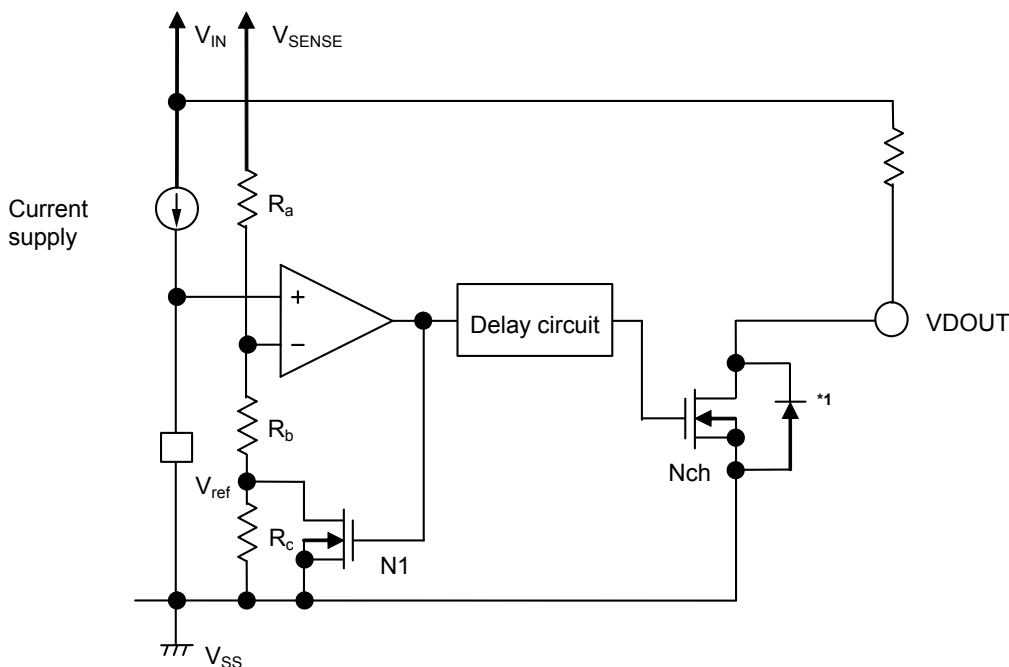 V_IN
V_SENSE
R_a
Current
supply
+
−
Delay circuit
VDOUT
*1
R_b
Nch
V_ref
R_c
N1
V_SS